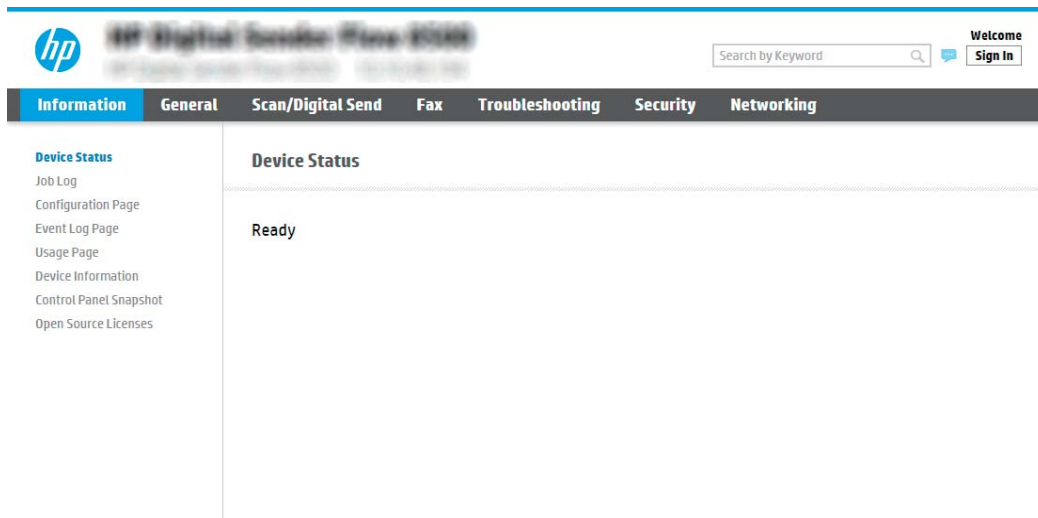 hp
Welcome
Search by Keyword
Sign In
Information General Scan/Digital Send Fax Troubleshooting Security Networking
Device Status
Job Log
Configuration Page
Event Log Page
Usage Page
Device Information
Control Panel Snapshot
Open Source Licenses
Device Status
Ready